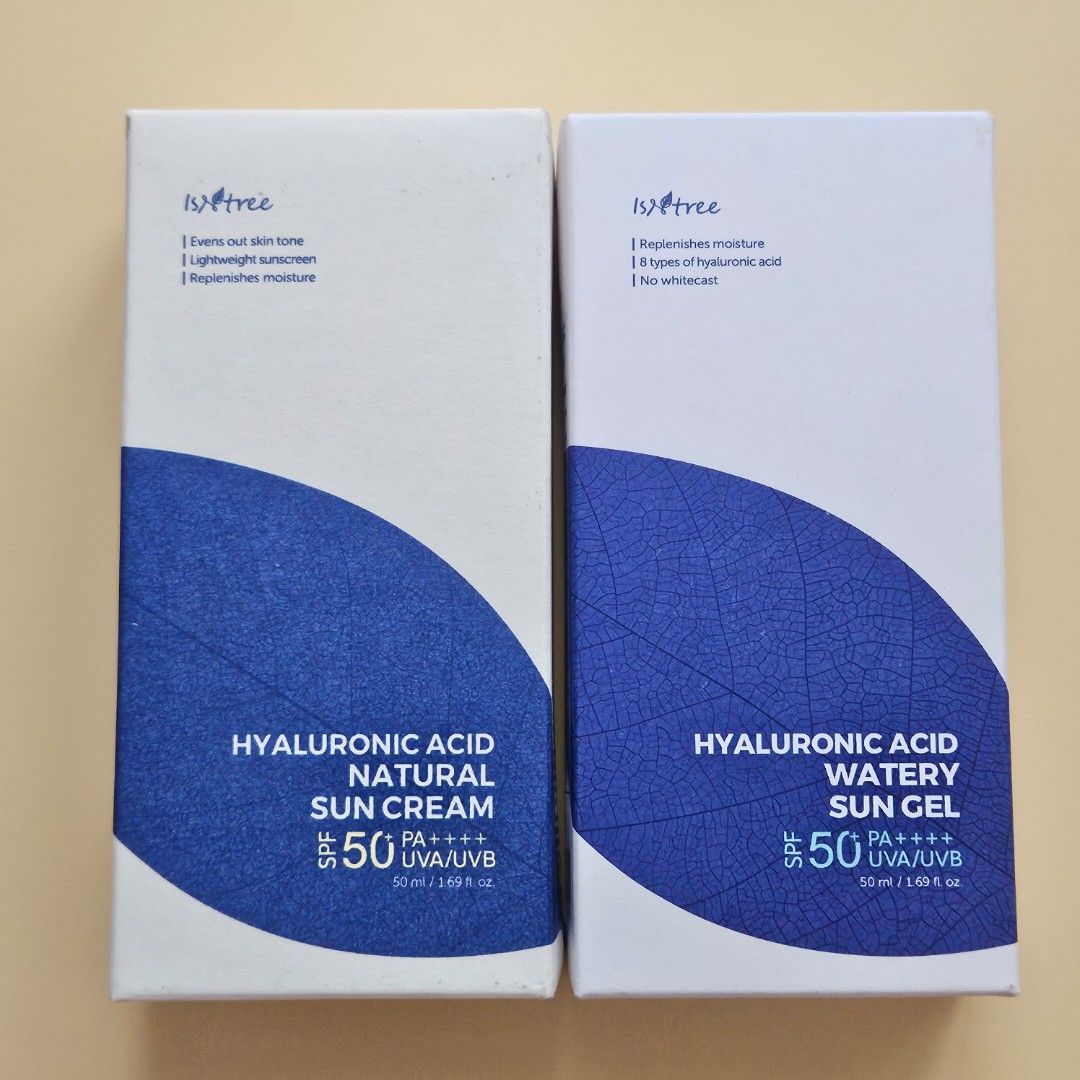 Isntree
Evens out skin tone
Lightweight sunscreen
Replenishes moisture
HYALURONIC ACID
NATURAL
SUN CREAM
SPF 50+ PA++++
UVA/UVB
50 ml / 1.69 fl. oz.
Isntree
Replenishes moisture
8 types of hyaluronic acid
No whitecast
HYALURONIC ACID
WATERY
SUN GEL
SPF 50+ PA++++
UVA/UVB
50 ml / 1.69 fl. oz.